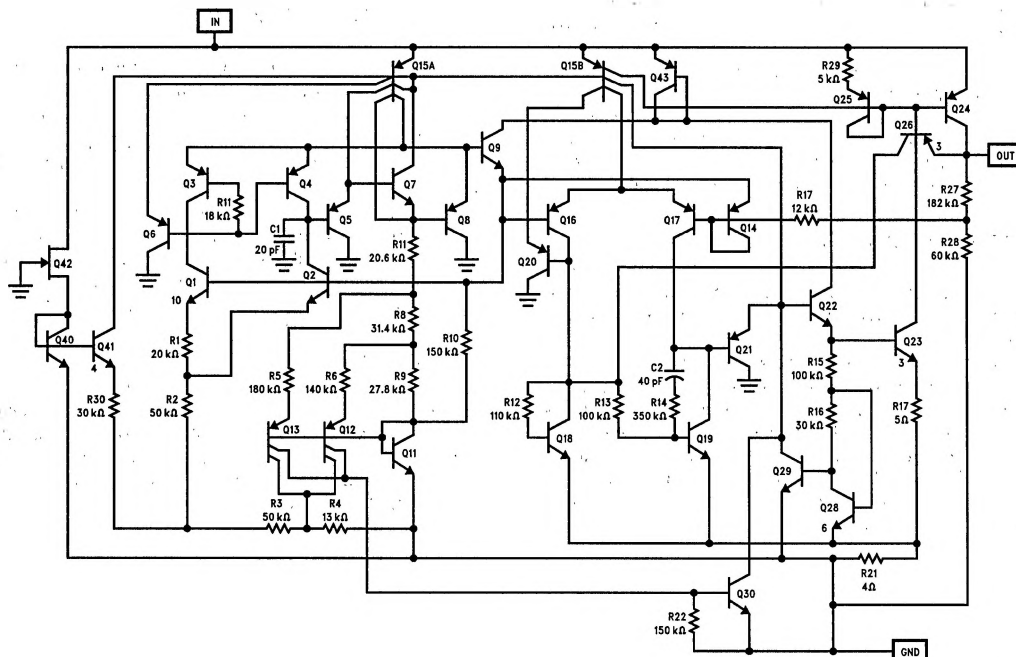 IN
Q15A
Q15B
Q43
R29
5 kΩ
Q25
Q24
Q26
3
OUT
Q9
Q3
R11
18 kΩ
Q4
Q7
Q5
C1
20 pF
Q6
Q8
R11
20.6 kΩ
Q16
Q17
Q14
R17
12 kΩ
R27
182 kΩ
R28
60 kΩ
Q20
Q42
Q1
10
Q2
R8
31.4 kΩ
R10
150 kΩ
Q40
Q41
4
R1
20 kΩ
R5
180 kΩ
R6
140 kΩ
R9
27.8 kΩ
R30
30 kΩ
R2
50 kΩ
Q13
Q12
Q11
R12
110 kΩ
R13
100 kΩ
C2
40 pF
R14
350 kΩ
Q18
Q19
Q21
Q22
R15
100 kΩ
Q23
3
R16
30 kΩ
R17
5Ω
Q29
Q28
6
R3
50 kΩ
R4
13 kΩ
R21
4Ω
Q30
R22
150 kΩ
GND